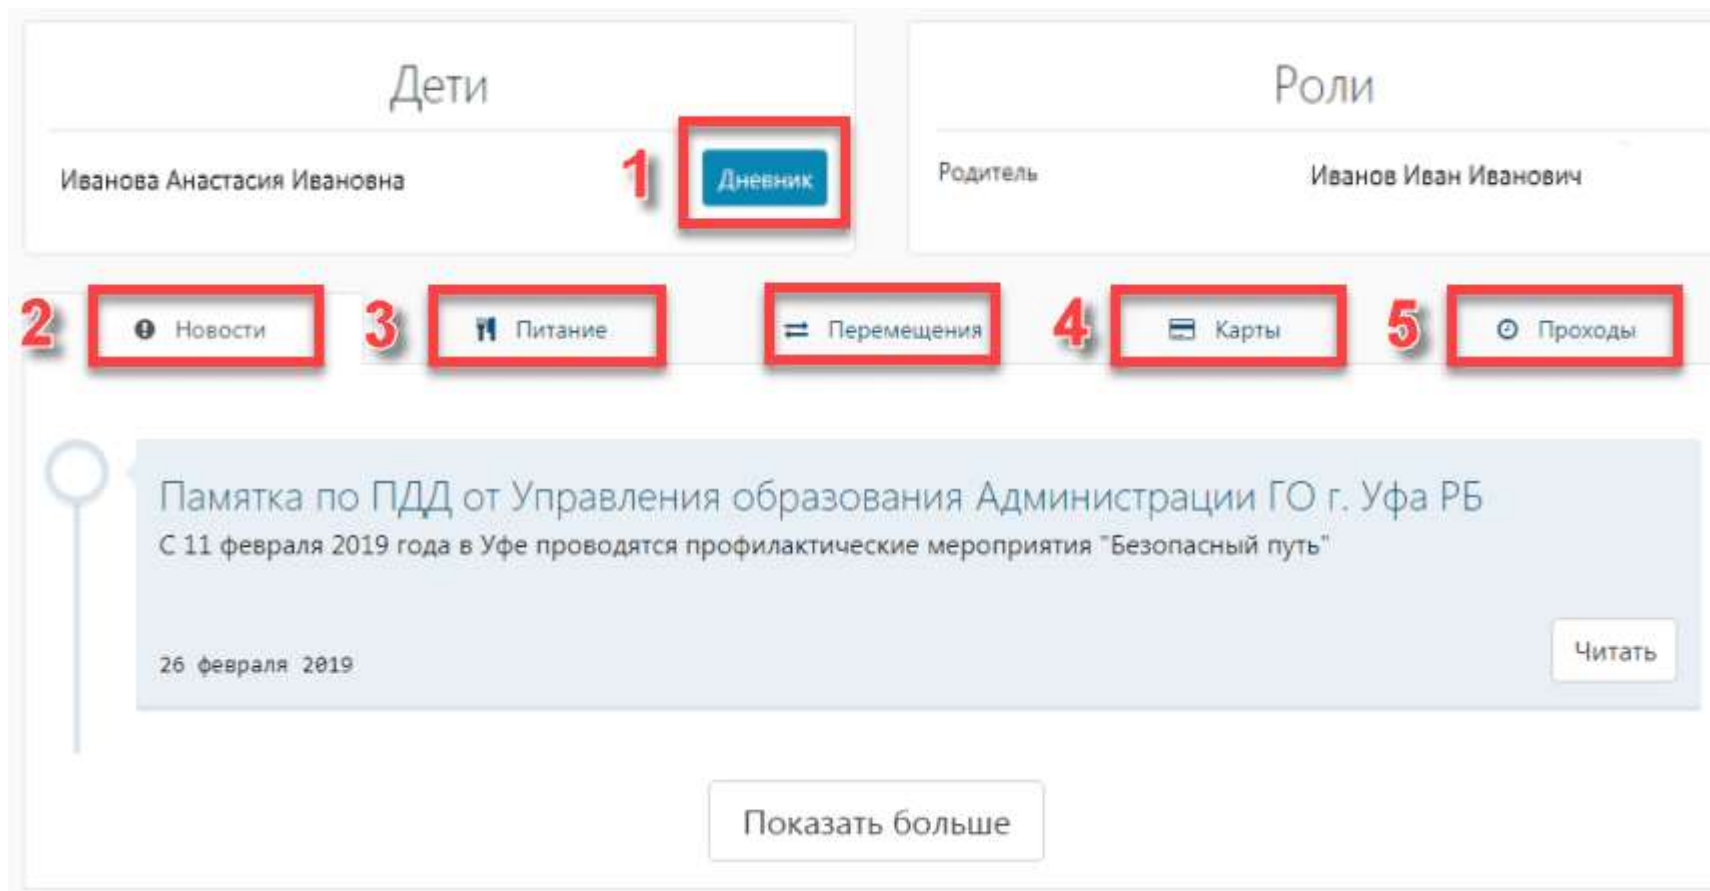 Дети
Роли
Иванова Анастасия Ивановна
1
Дневник
Родитель
Иванов Иван Иванович
2
Новости
3
Питание
Перемещения
4
Карты
5
Проходы
Памятка по ПДД от Управления образования Администрации ГО г. Уфа РБ
С 11 февраля 2019 года в Уфе проводятся профилактические мероприятия "Безопасный путь"
26 февраля 2019
Читать
Показать больше